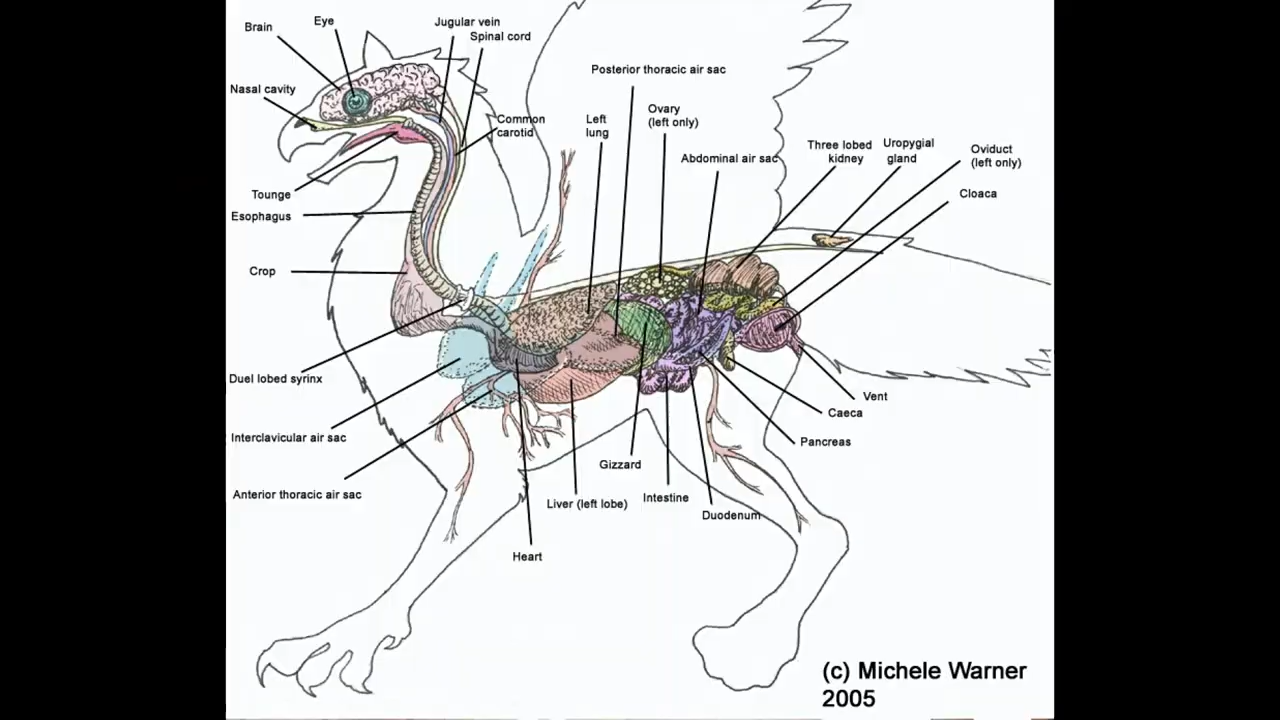 Brain
Eye
Jugular vein
Spinal cord
Nasal cavity
Common
carotid
Posterior thoracic air sac
Left
lung
Ovary
(left only)
Abdominal air sac
Three lobed
kidney
Uropygial
gland
Oviduct
(left only)
Cloaca
Tounge
Esophagus
Crop
Duel lobed syrinx
Interclavicular air sac
Anterior thoracic air sac
Heart
Liver (left lobe)
Gizzard
Intestine
Duodenum
Pancreas
Caeca
Vent
(c) Michele Warner
2005